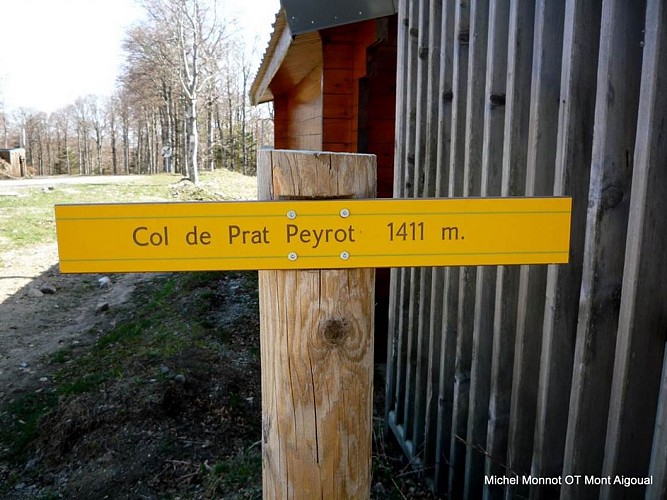 Col de Prat Peyrot 1411 m.
Michel Monnot OT Mont Aigoual